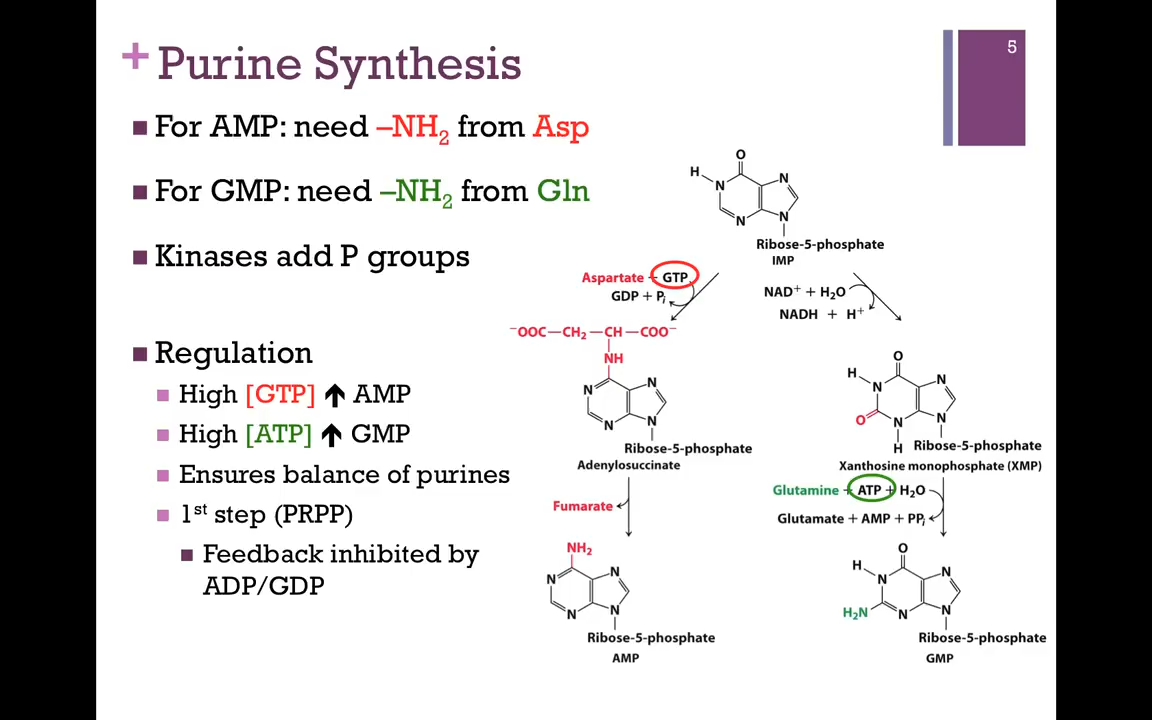 5
+ Purine Synthesis
■ For AMP: need –NH₂ from Asp
■ For GMP: need –NH₂ from Gln
■ Kinases add P groups
■ Regulation
■ High [GTP] 🡅 AMP
■ High [ATP] 🡅 GMP
■ Ensures balance of purines
■ 1st step (PRPP)
■ Feedback inhibited by
ADP/GDP
O
H
N
N
N
N
Ribose-5-phosphate
IMP
Aspartate + GTP
GDP + Pi
NAD⁺ + H₂O
NADH + H⁺
⁻OOC—CH₂—CH—COO⁻
NH
N
N
N
N
Ribose-5-phosphate
Adenylosuccinate
O
H
N
N
O
N
N
H
Ribose-5-phosphate
Xanthosine monophosphate (XMP)
Fumarate
Glutamine + ATP + H₂O
Glutamate + AMP + PPi
NH₂
N
N
N
N
Ribose-5-phosphate
AMP
O
H
N
N
H₂N
N
N
Ribose-5-phosphate
GMP